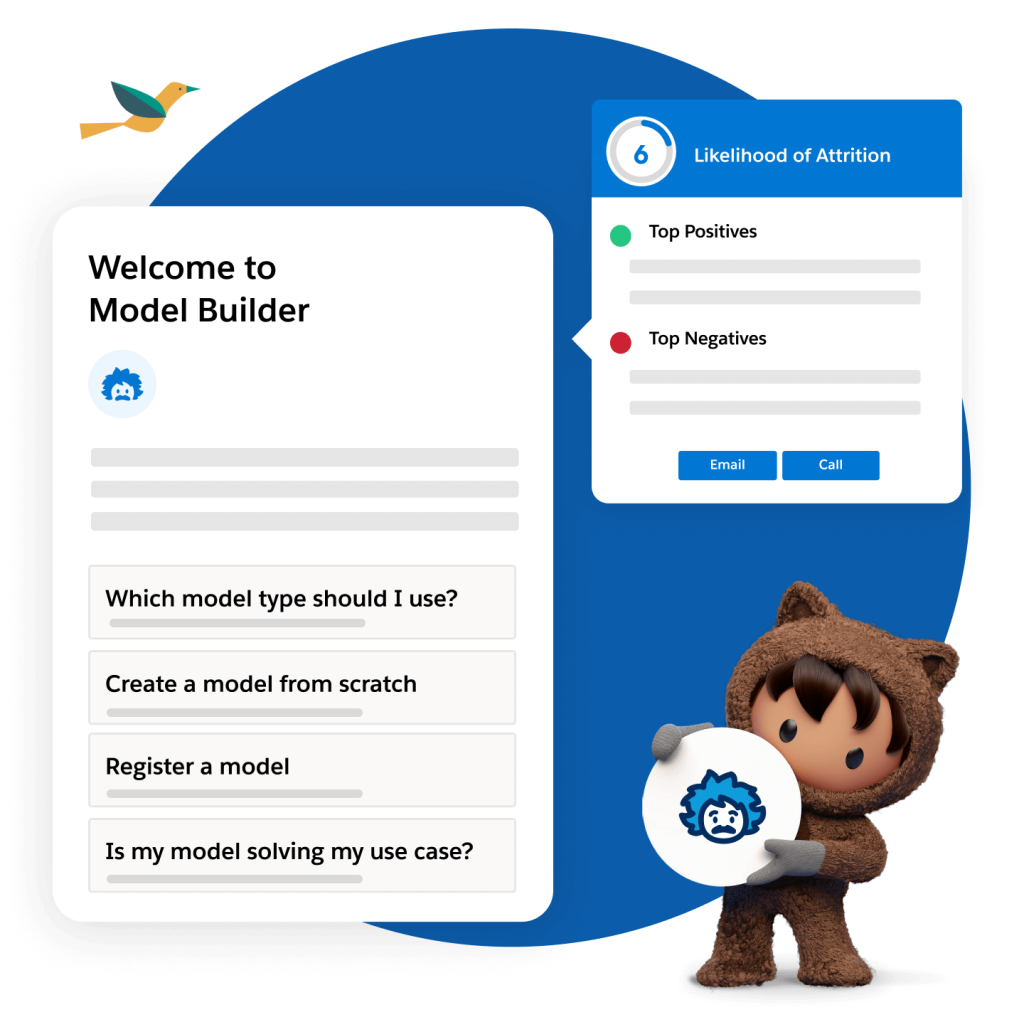 Welcome to
Model Builder
Which model type should I use?
Create a model from scratch
Register a model
Is my model solving my use case?
6
Likelihood of Attrition
Top Positives
Top Negatives
Email
Call